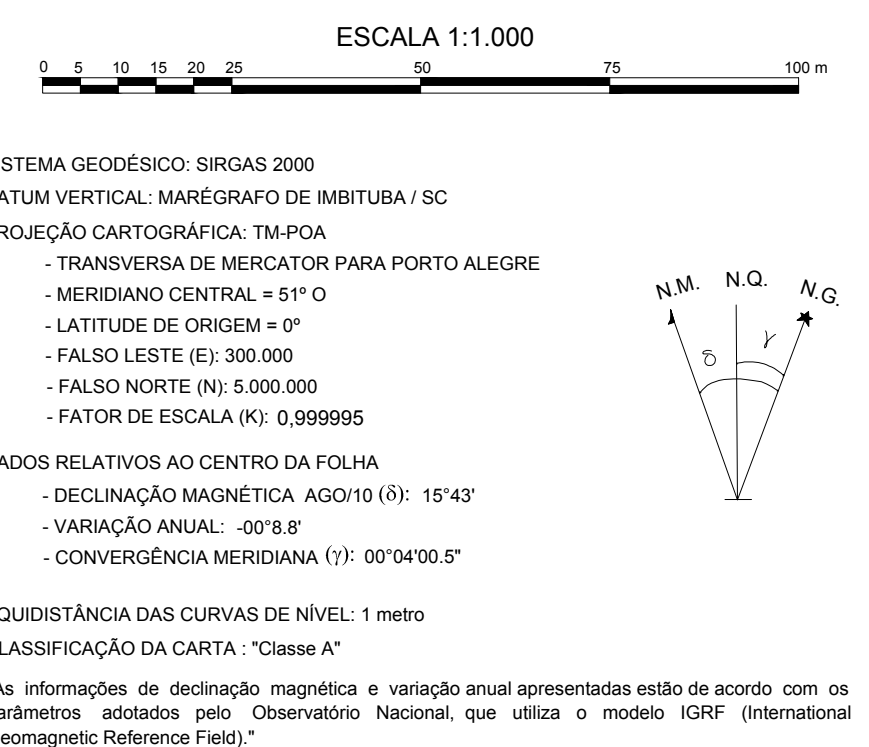 ESCALA 1:1.000
0 5 10 15 20 25 50 75 100 m
ISTEMA GEODÉSICO: SIRGAS 2000
ATUM VERTICAL: MARÉGRAFO DE IMBITUBA / SC
ROJEÇÃO CARTOGRÁFICA: TM-POA
- TRANSVERSA DE MERCATOR PARA PORTO ALEGRE
- MERIDIANO CENTRAL = 51º O
- LATITUDE DE ORIGEM = 0º
- FALSO LESTE (E): 300.000
- FALSO NORTE (N): 5.000.000
- FATOR DE ESCALA (K): 0,999995
N.M. N.Q. N.G.
δ γ
ADOS RELATIVOS AO CENTRO DA FOLHA
- DECLINAÇÃO MAGNÉTICA AGO/10 (δ): 15°43'
- VARIAÇÃO ANUAL: -00°8.8'
- CONVERGÊNCIA MERIDIANA (γ): 00°04'00.5"
QUIDISTÂNCIA DAS CURVAS DE NÍVEL: 1 metro
LASSIFICAÇÃO DA CARTA : "Classe A"
As informações de declinação magnética e variação anual apresentadas estão de acordo com os
arâmetros adotados pelo Observatório Nacional, que utiliza o modelo IGRF (International
eomagnetic Reference Field)."